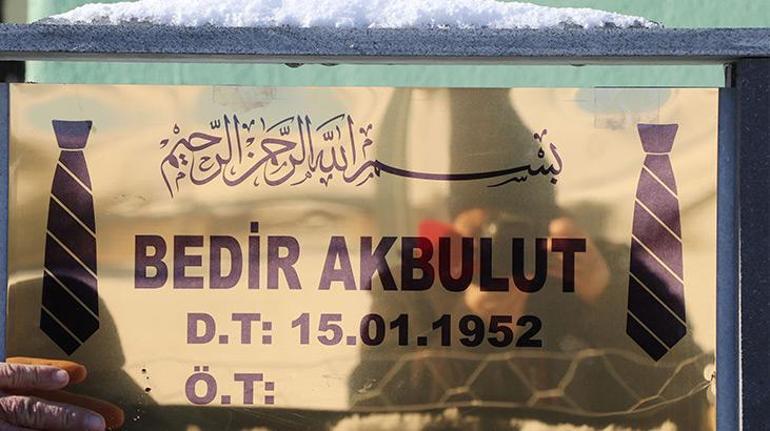 بسم الله الرحمن الرحيم
BEDİR AKBULUT
D.T: 15.01.1952
Ö.T: